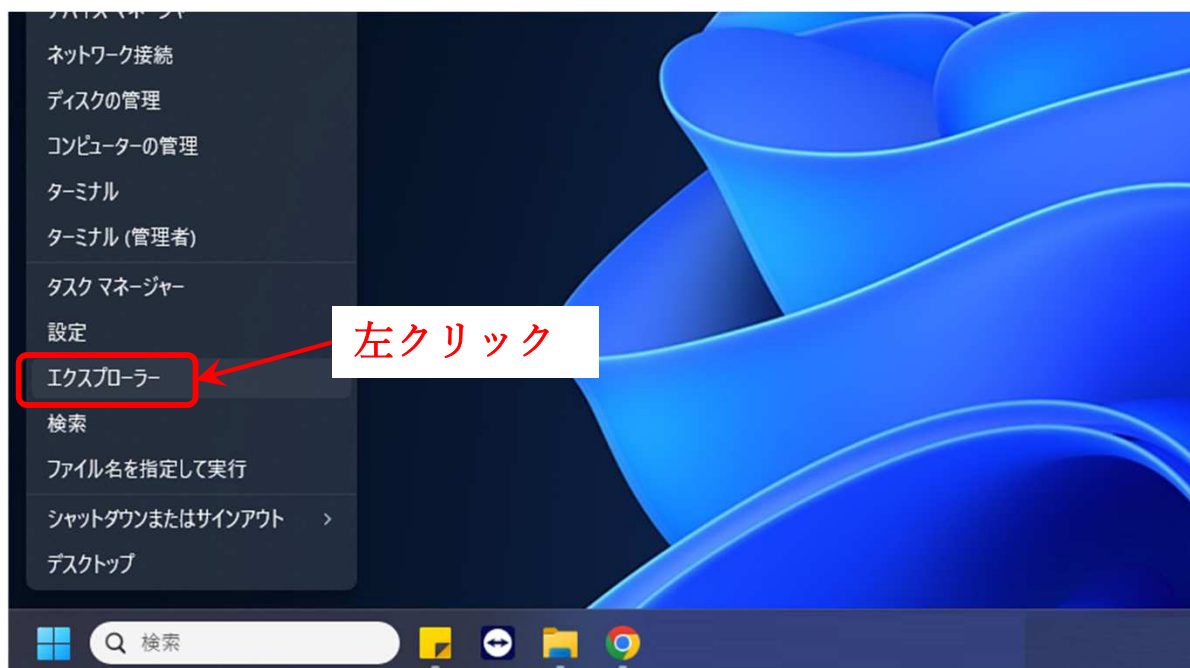 ネットワーク接続
ディスクの管理
コンピューターの管理
ターミナル
ターミナル (管理者)
タスク マネージャー
設定
左クリック
エクスプローラー
検索
ファイル名を指定して実行
シャットダウンまたはサインアウト
デスクトップ
検索